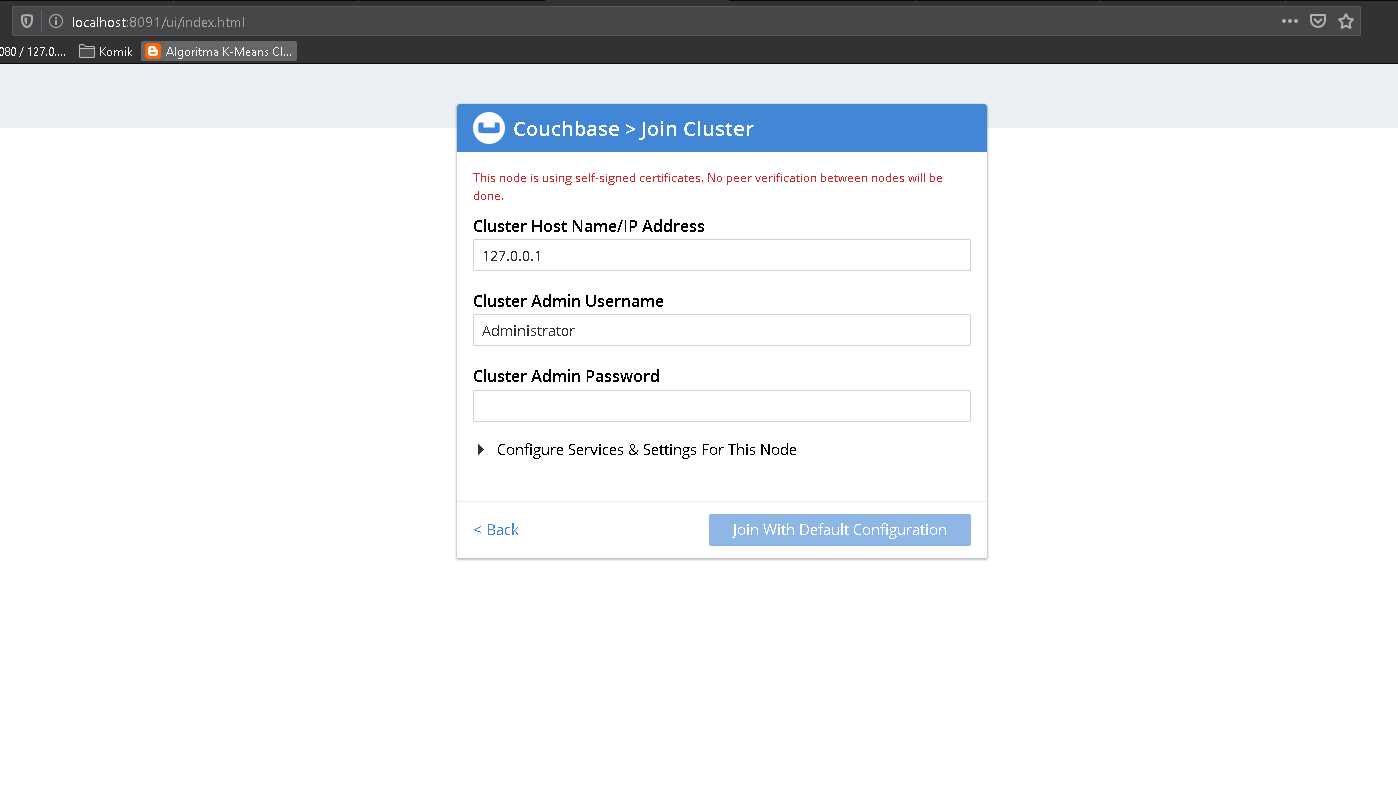 localhost:8091/ui/index.html
080 / 127.0....
Komik
Algoritma K-Means Cl...
Couchbase > Join Cluster
This node is using self-signed certificates. No peer verification between nodes will be
done.
Cluster Host Name/IP Address
127.0.0.1
Cluster Admin Username
Administrator
Cluster Admin Password
Configure Services & Settings For This Node
< Back
Join With Default Configuration